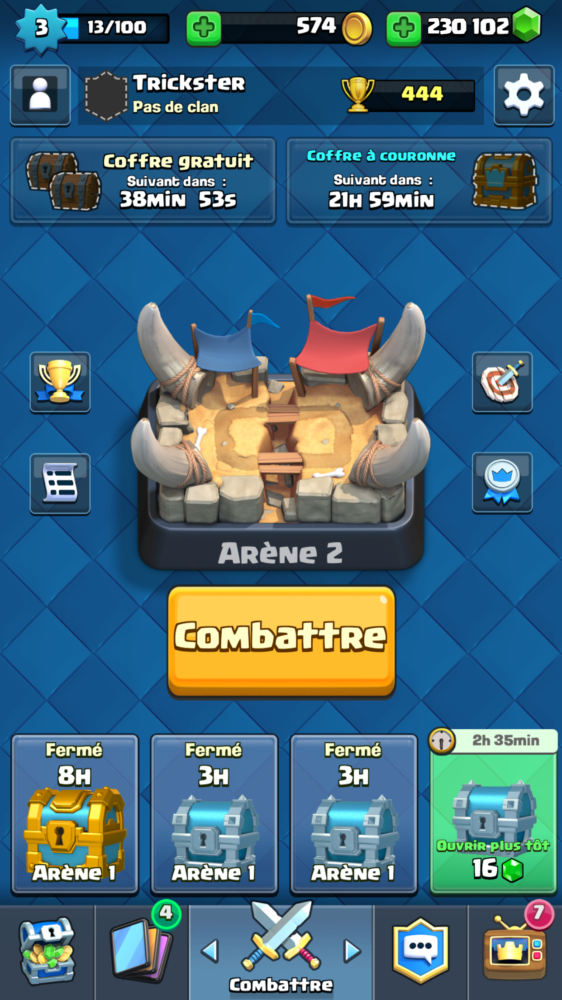 3
13/100
574
230 102
Trickster
Pas de clan
444
Coffre gratuit
Suivant dans :
38min 53s
Coffre à couronne
Suivant dans :
21h 59min
Arène 2
Combattre
Fermé
8h
Arène 1
Fermé
3h
Arène 1
Fermé
3h
Arène 1
2h 35min
Ouvrir plus tôt
16
4
Combattre
7